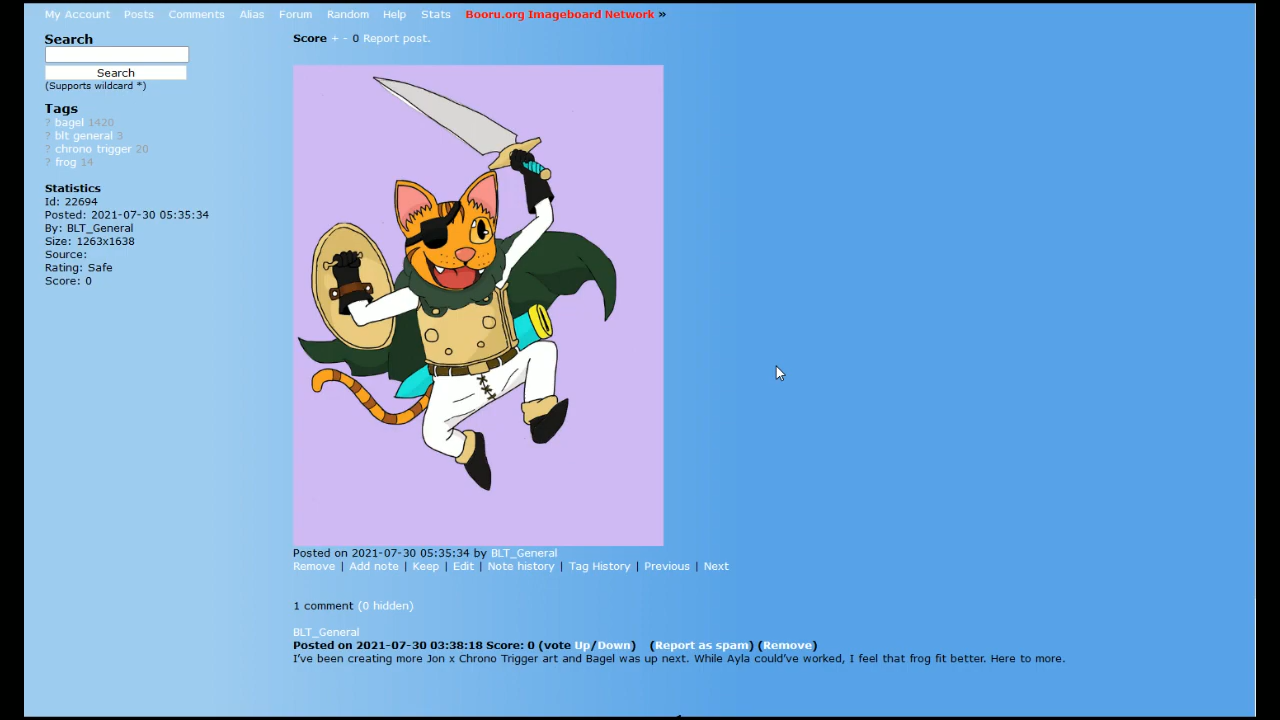 My Account Posts Comments Alias Forum Random Help Stats Booru.org Imageboard Network »
Search
Search
(Supports wildcard *)
Tags
? bagel 1420
? blt general 3
? chrono trigger 20
? frog 14
Statistics
Id: 22694
Posted: 2021-07-30 05:35:34
By: BLT_General
Size: 1263x1638
Source:
Rating: Safe
Score: 0
Score + - 0 Report post.
Posted on 2021-07-30 05:35:34 by BLT_General
Remove | Add note | Keep | Edit | Note history | Tag History | Previous | Next
1 comment (0 hidden)
BLT_General
Posted on 2021-07-30 03:38:18 Score: 0 (vote Up/Down) (Report as spam) (Remove)
I've been creating more Jon x Chrono Trigger art and Bagel was up next. While Ayla could've worked, I feel that frog fit better. Here to more.